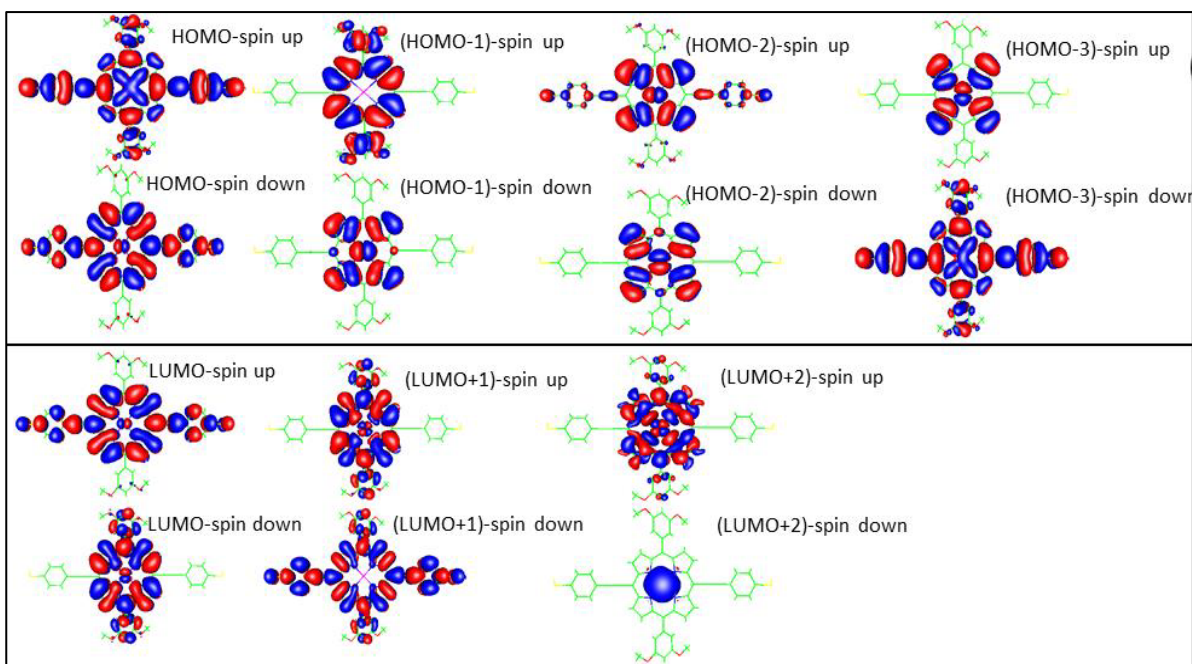 HOMO-spin up
(HOMO-1)-spin up
(HOMO-2)-spin up
(HOMO-3)-spin up
HOMO-spin down
(HOMO-1)-spin down
(HOMO-2)-spin down
(HOMO-3)-spin down
LUMO-spin up
(LUMO+1)-spin up
(LUMO+2)-spin up
LUMO-spin down
(LUMO+1)-spin down
(LUMO+2)-spin down